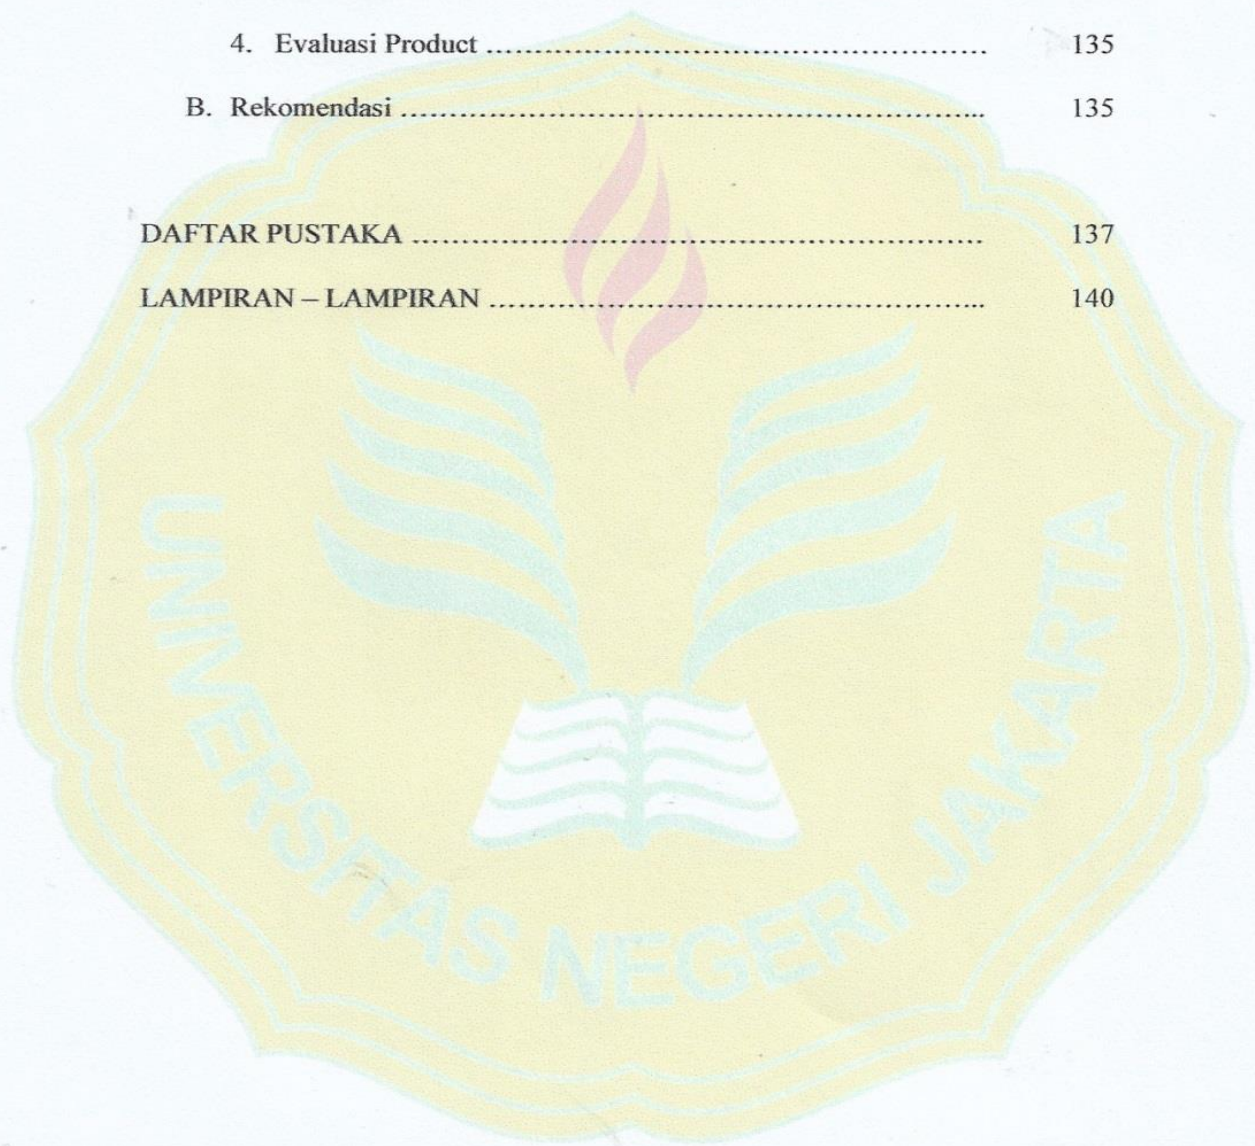 4. Evaluasi Product ........................................................ 135
B. Rekomendasi ................................................................. 135
DAFTAR PUSTAKA ................................................................ 137
LAMPIRAN – LAMPIRAN ....................................................... 140
UNIVERSITAS NEGERI JAKARTA